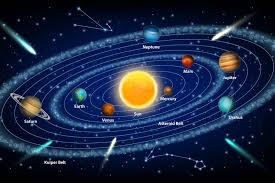 Neptune
Mars
Jupiter
Earth
Mercury
Saturn
Venus
Sun
Asteroid Belt
Uranus
Kuiper Belt